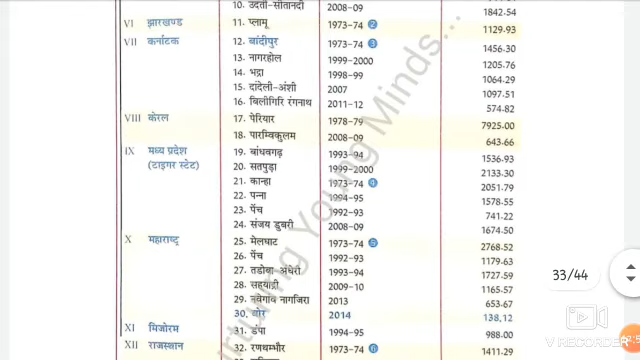 10. उदती-सीतानदी 2008-09 1842.54
VI झारखण्ड 11. प्लामू 1973-74 2 1129.93
VII कर्नाटक 12. बांदीपुर 1973-74 3 1456.30
13. नागरहोल 1999-2000 1205.76
14. भद्रा 1998-99 1064.29
15. दांदेली-अंशी 2007 1097.51
16. बिलीगिरि रंगनाथ 2011-12 574.82
VIII केरल 17. पेरियार 1978-79 7925.00
18. पारम्विकुलम 2008-09 643.66
IX मध्य प्रदेश 19. बांधवगढ़ 1993-94 1536.93
(टाइगर स्टेट) 20. सतपुड़ा 1999-2000 2133.30
21. कान्हा 1973-74 4 2051.79
22. पन्ना 1994-95 1578.55
23. पेंच 1992-93 741.22
24. संजय डुबरी 2008-09 1674.50
X महाराष्ट्र 25. मेलघाट 1973-74 5 2768.52
26. पेंच 1992-93 1179.63
27. तडोबा अंधेरी 1993-94 1727.59
28. सहयाद्री 2009-10 1165.57
29. नवेगाव नागजिरा 2013 653.67
30. बोर 2014 138.12
XI मिजोरम 31. डंपा 1994-95 988.00
XII राजस्थान 32. रणथम्भौर 1973-74 6 1411.29
33/44
V RECORDER
Young Minds...